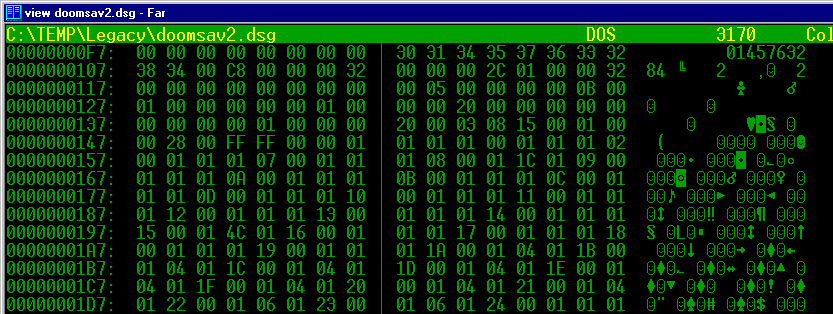 view doomsav2.dsg - Far
C:\TEMP\Legacy\doomsav2.dsg DOS 3170 Col
00000000F7: 00 00 00 00 00 00 00 00 30 31 34 35 37 36 33 32 01457632
0000000107: 38 34 00 C8 00 00 00 32 00 00 00 2C 01 00 00 32 84 ╚ 2 ,☺ 2
0000000117: 00 00 00 00 00 00 00 00 00 05 00 00 00 00 0B 00 ♣ ♂
0000000127: 01 00 00 00 00 00 01 00 00 00 20 00 00 00 00 00
0000000137: 00 00 00 00 01 00 00 00 20 00 03 08 15 00 01 00
0000000147: 00 28 00 FF FF 00 00 01 01 01 00 01 01 01 01 02
0000000157: 00 01 01 01 07 00 01 01 01 08 00 01 1C 01 09 00
0000000167: 01 01 01 0A 00 01 01 01 0B 00 01 01 01 0C 00 01
0000000177: 01 01 0D 00 01 01 01 10 00 01 01 01 11 00 01 01
0000000187: 01 12 00 01 01 01 13 00 01 01 01 14 00 01 01 01
0000000197: 15 00 01 4C 01 16 00 01 01 01 17 00 01 01 01 18
00000001A7: 00 01 01 01 19 00 01 01 01 1A 00 01 04 01 1B 00
00000001B7: 01 04 01 1C 00 01 04 01 1D 00 01 04 01 1E 00 01
00000001C7: 04 01 1F 00 01 04 01 20 00 01 04 01 21 00 01 04
00000001D7: 01 22 00 01 06 01 23 00 01 06 01 24 00 01 01 01